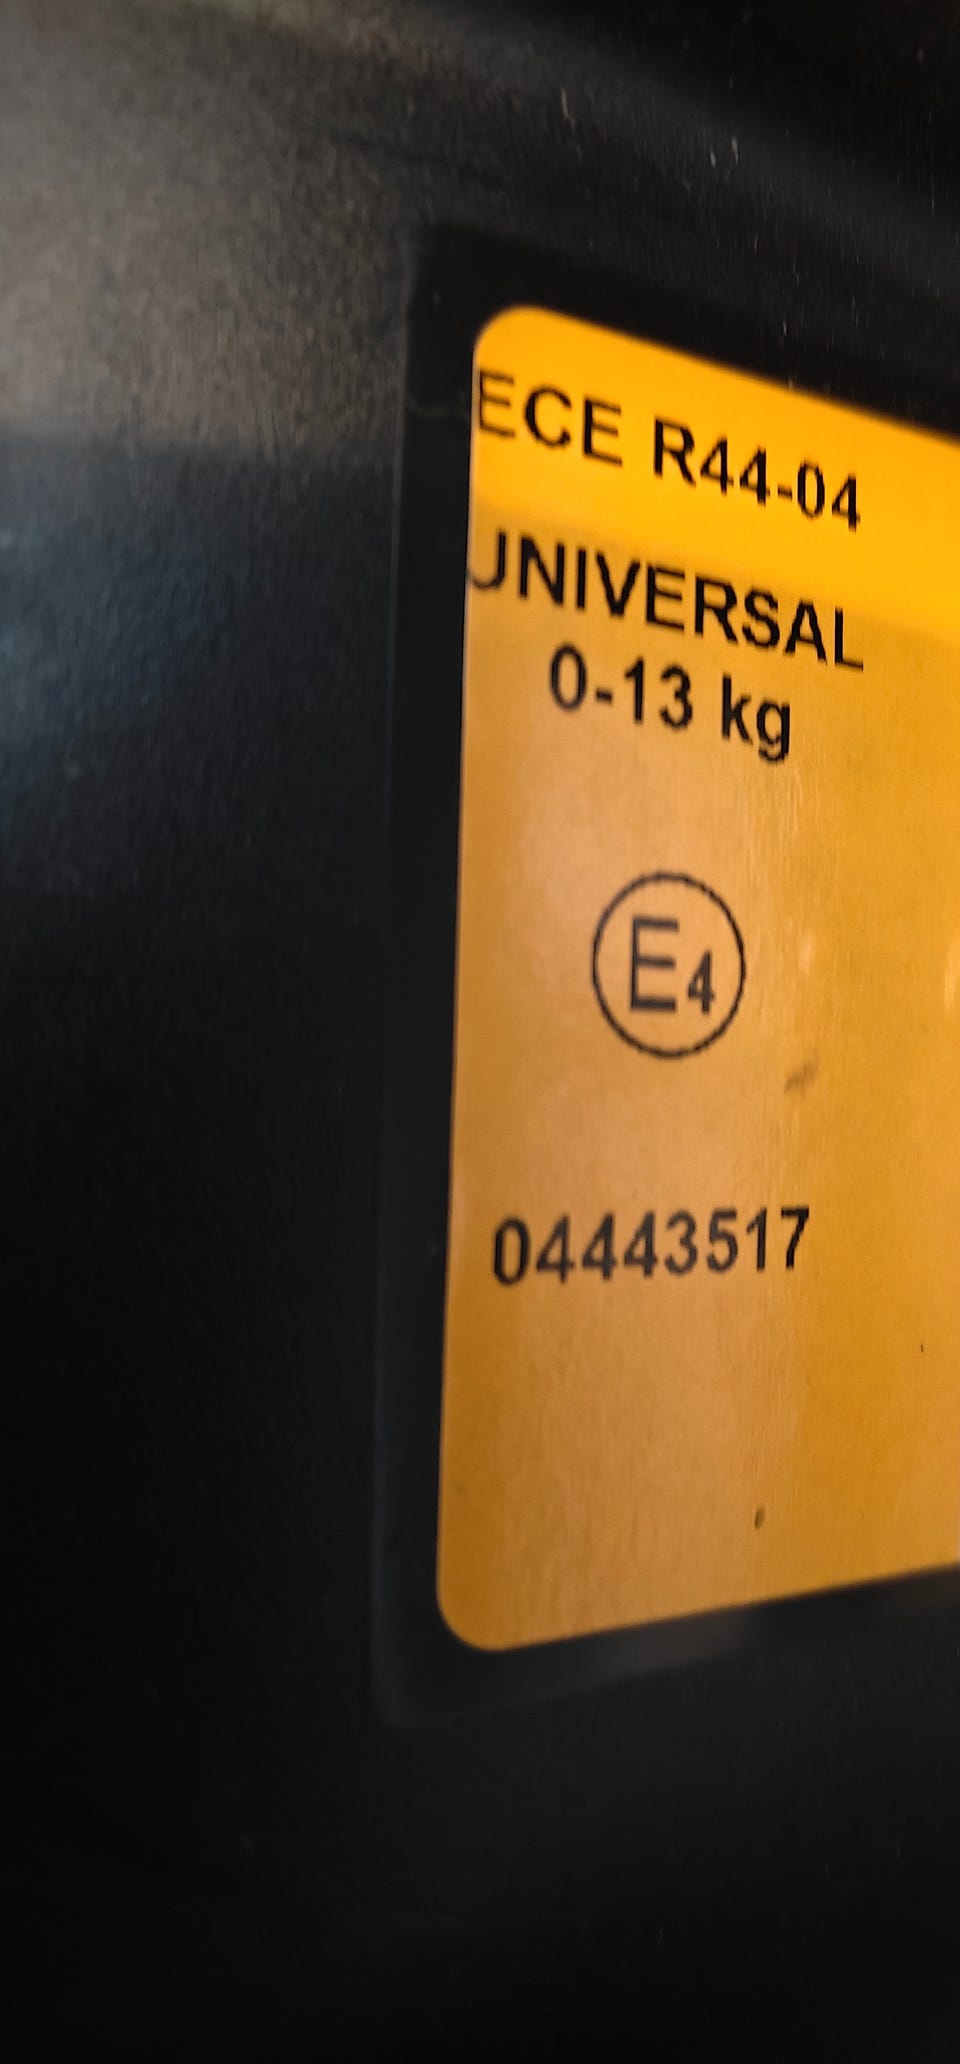 ECE R44-04
UNIVERSAL
0-13 kg
E4
04443517